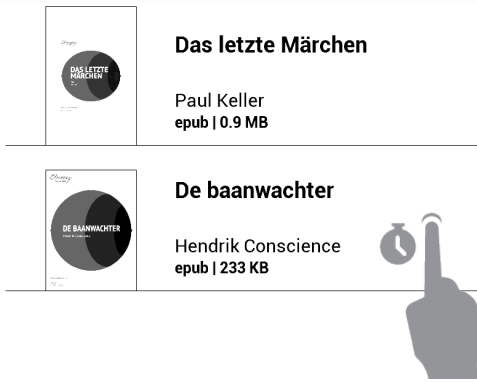 DAS LETZTE
MÄRCHEN
Das letzte Märchen
Paul Keller
epub | 0.9 MB
DE BAANWACHTER
De baanwachter
Hendrik Conscience
epub | 233 KB